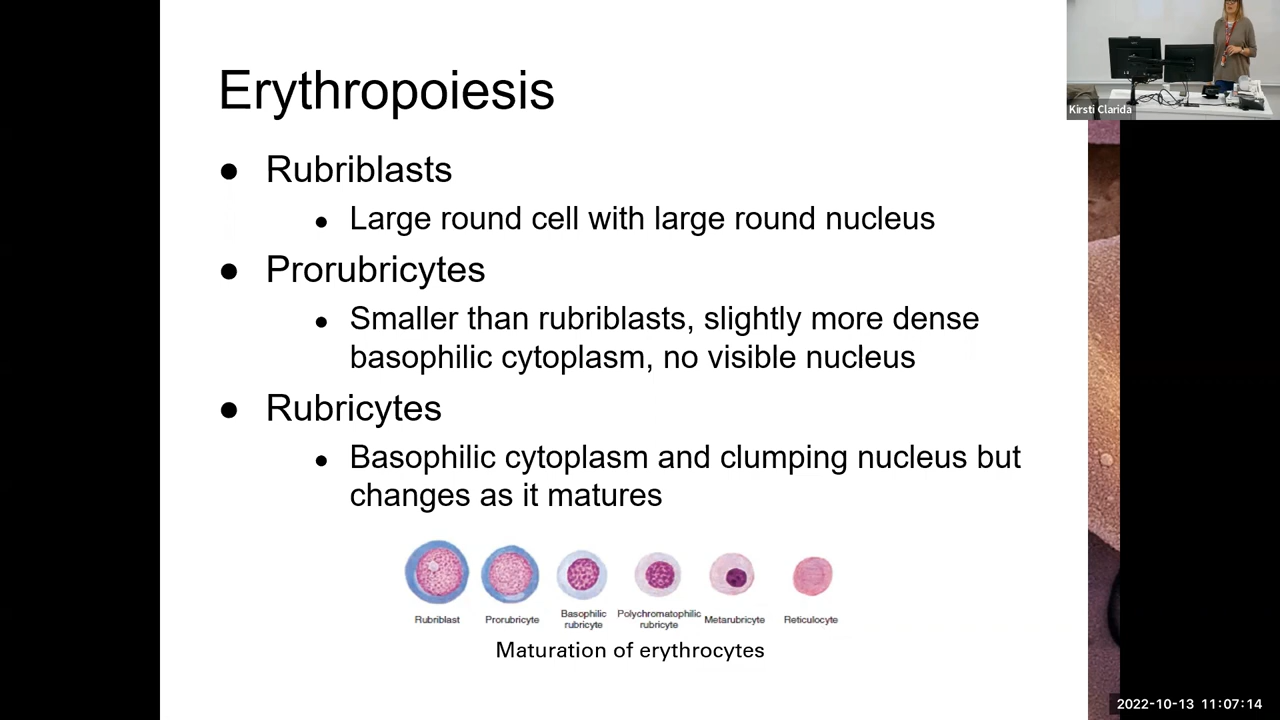 Erythropoiesis
● Rubriblasts
● Large round cell with large round nucleus
● Prorubricytes
● Smaller than rubriblasts, slightly more dense
basophilic cytoplasm, no visible nucleus
● Rubricytes
● Basophilic cytoplasm and clumping nucleus but
changes as it matures
Rubriblast
Prorubricyte
Basophilic
rubricyte
Polychromatophilic
rubricyte
Metarubricyte
Reticulocyte
Maturation of erythrocytes
Kirsti Clarida
2022-10-13 11:07:14